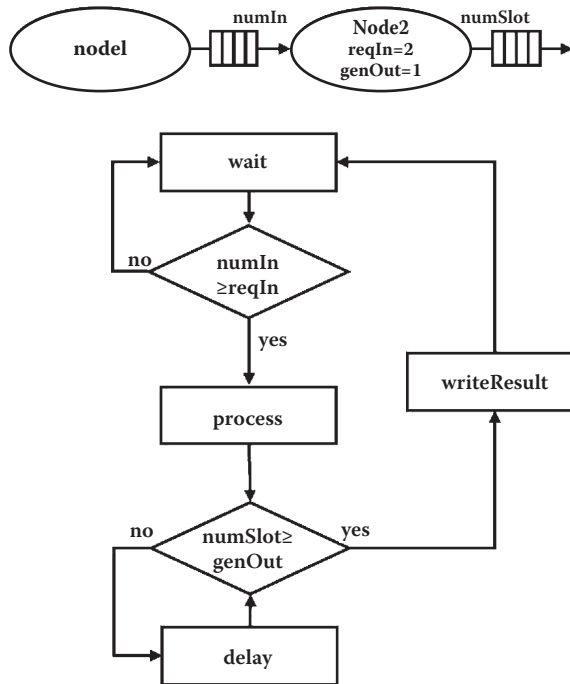 nodel
numIn
Node2
reqIn=2
genOut=1
numSlot
wait
no
numIn
≥reqIn
yes
process
writeResult
no
numSlot≥
genOut
yes
delay